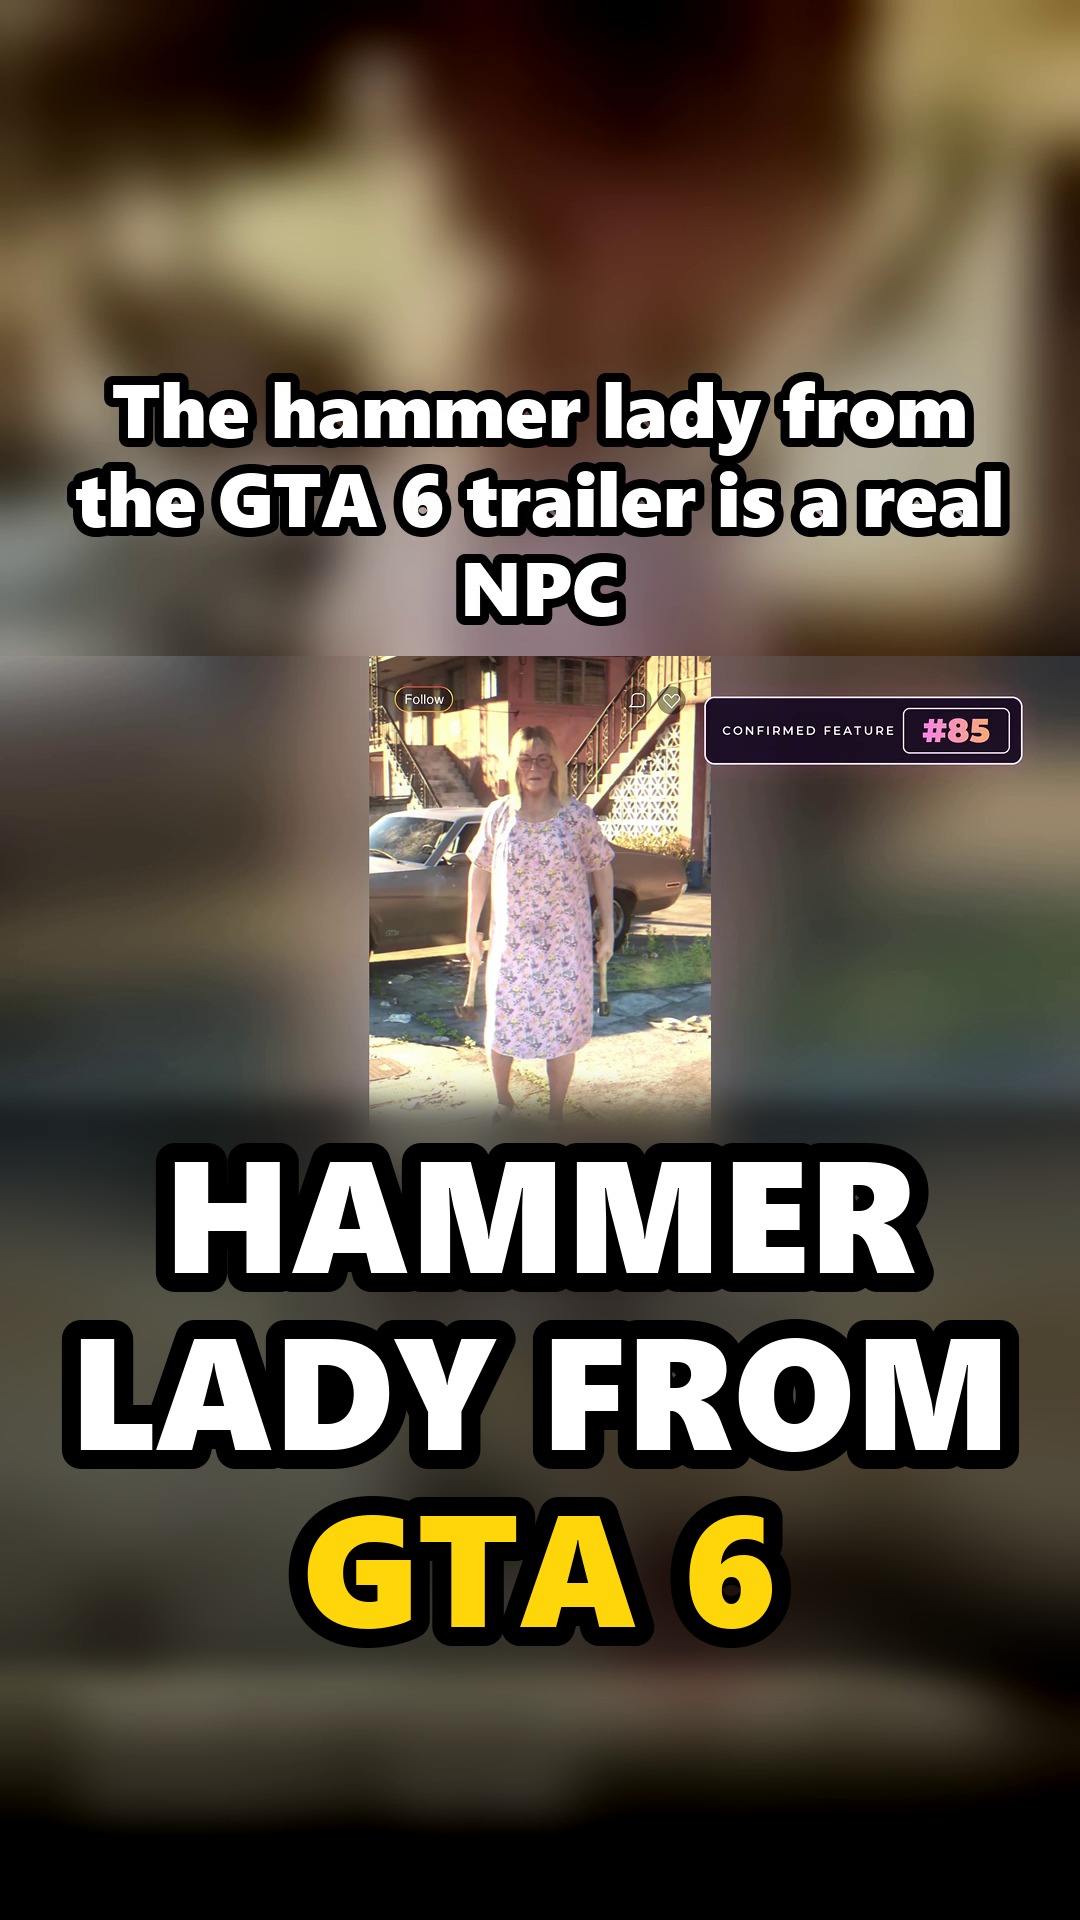 The hammer lady from
the GTA 6 trailer is a real
NPC
Follow
CONFIRMED FEATURE #85
HAMMER
LADY FROM
GTA 6